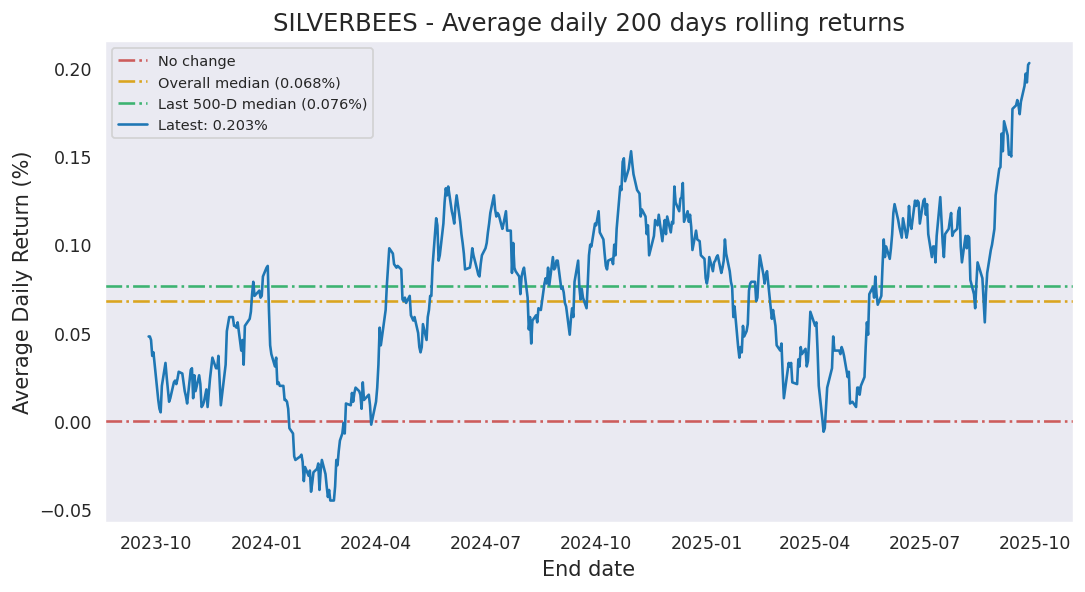 SILVERBEES - Average daily 200 days rolling returns
No change
Overall median (0.068%)
Last 500-D median (0.076%)
Latest: 0.203%
Average Daily Return (%)
0.20
0.15
0.10
0.05
0.00
−0.05
2023-10 2024-01 2024-04 2024-07 2024-10 2025-01 2025-04 2025-07 2025-10
End date